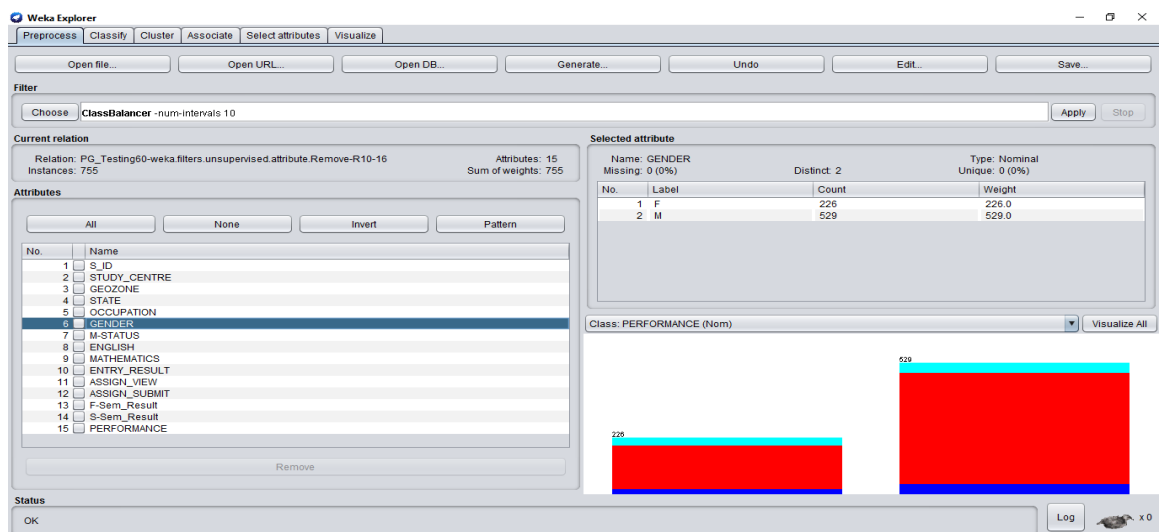 Weka Explorer
Preprocess Classify Cluster Associate Select attributes Visualize
Open file... Open URL... Open DB... Generate... Undo Edit... Save...
Filter
Choose ClassBalancer -num-intervals 10 Apply Stop
Current relation
Relation: PG_Testing60-weka.filters.unsupervised.attribute.Remove-R10-16 Attributes: 15
Instances: 755 Sum of weights: 755
Attributes
All None Invert Pattern
No. Name
1 S_ID
2 STUDY_CENTRE
3 GEOZONE
4 STATE
5 OCCUPATION
6 GENDER
7 M-STATUS
8 ENGLISH
9 MATHEMATICS
10 ENTRY_RESULT
11 ASSIGN_VIEW
12 ASSIGN_SUBMIT
13 F-Sem_Result
14 S-Sem_Result
15 PERFORMANCE
Remove
Selected attribute
Name: GENDER Type: Nominal
Missing: 0 (0%) Distinct: 2 Unique: 0 (0%)
No. Label Count Weight
1 F 226 226.0
2 M 529 529.0
Class: PERFORMANCE (Nom) Visualize All
529
226
Status
OK Log x 0